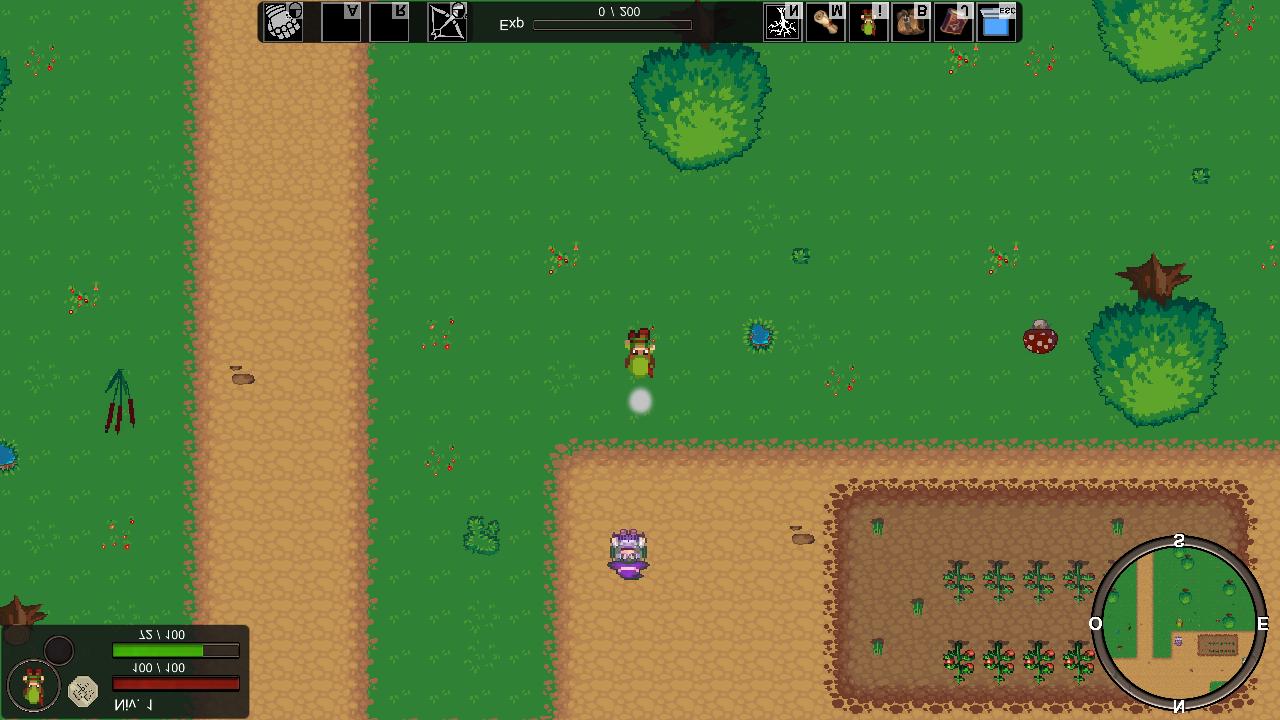 Niv. 1
100 / 100
72 / 100
N
O E
S
Exp
0 / 200
A R N M i B J ESC